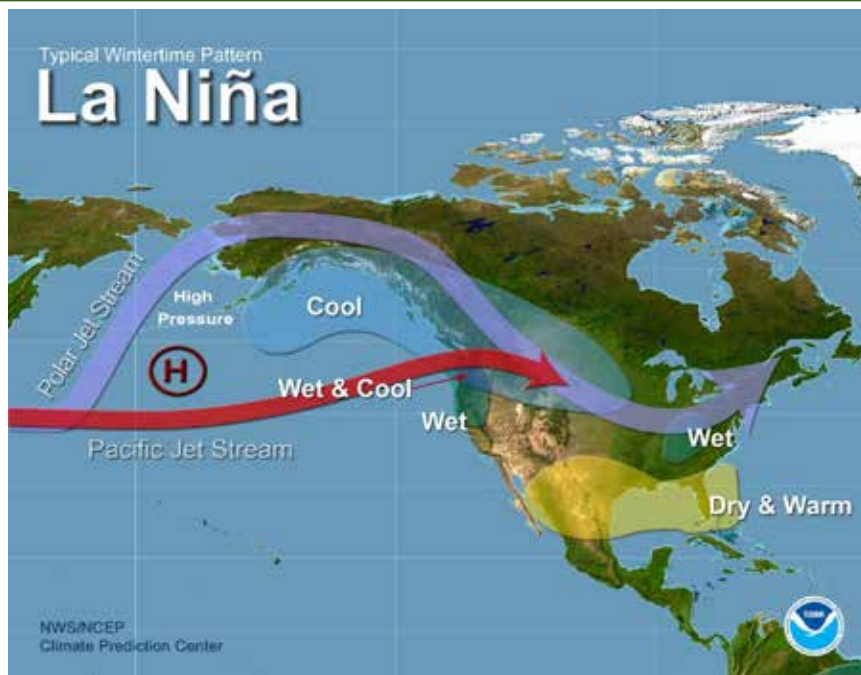 Typical Wintertime Pattern
La Niña
Polar Jet Stream
High
Pressure
H
Cool
Wet & Cool
Wet
Pacific Jet Stream
Wet
Dry & Warm
NWS/NCEP
Climate Prediction Center